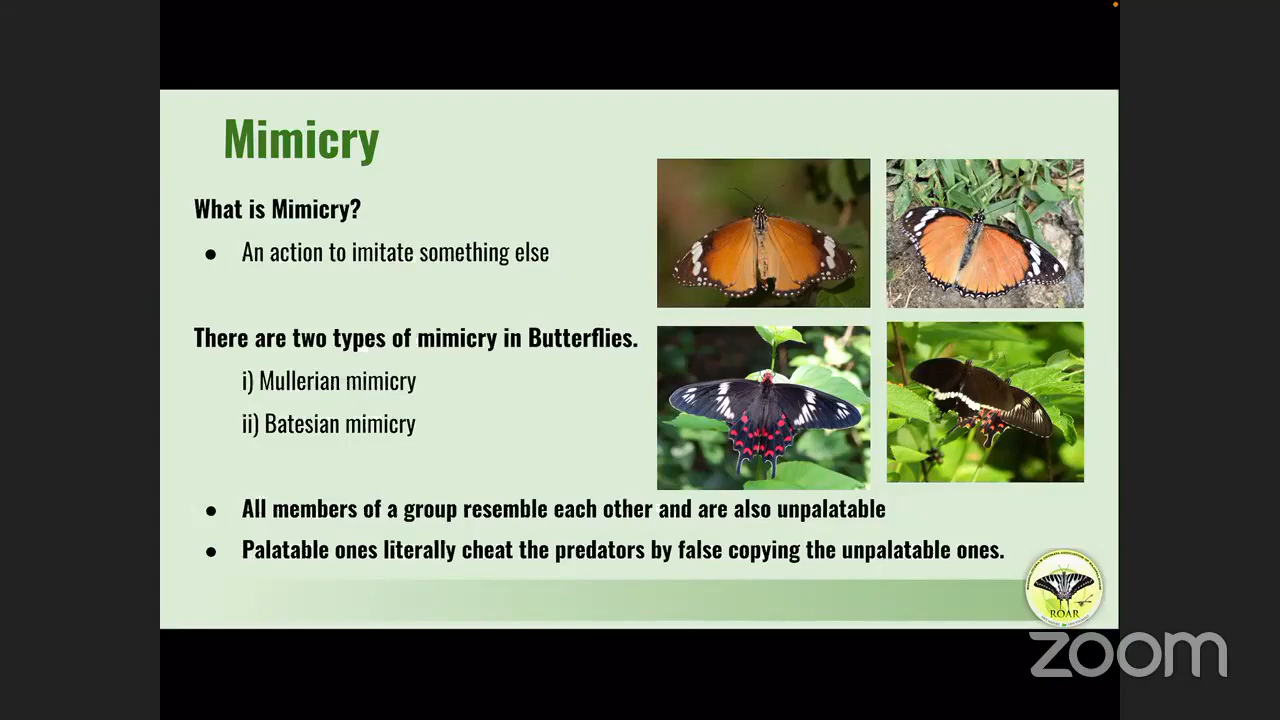 Mimicry
What is Mimicry?
● An action to imitate something else
There are two types of mimicry in Butterflies.
i) Mullerian mimicry
ii) Batesian mimicry
● All members of a group resemble each other and are also unpalatable
● Palatable ones literally cheat the predators by false copying the unpalatable ones.
ROAR
zoom